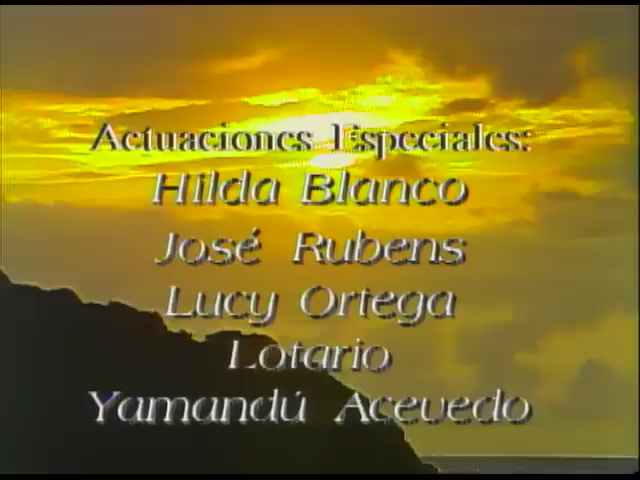 Actuaciones Especiales:
Hilda Blanco
José Rubens
Lucy Ortega
Lotario
Yamandú Acevedo